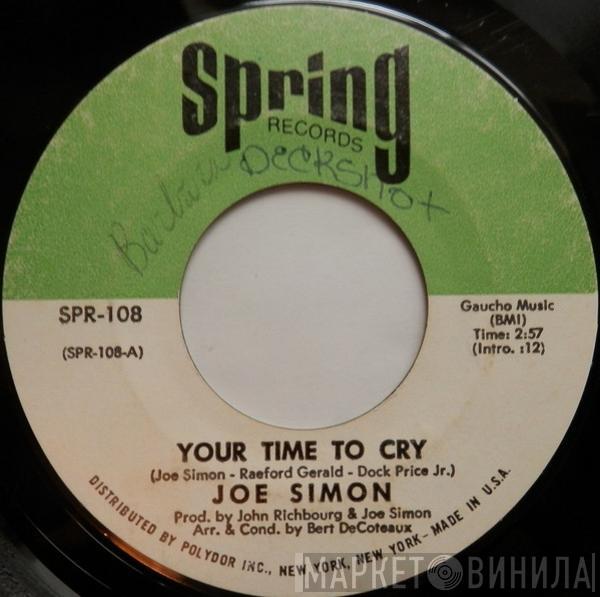 Spring
RECORDS
DECKSHOT
SPR-108
(SPR-108-A)
Gaucho Music
(BMI)
Time: 2:57
(Intro. :12)
YOUR TIME TO CRY
(Joe Simon - Raeford Gerald - Dock Price Jr.)
JOE SIMON
Prod. by John Richbourg & Joe Simon
Arr. & Cond. by Bert DeCoteaux
DISTRIBUTED BY POLYDOR INC., NEW YORK, NEW YORK - MADE IN U.S.A.
МАРКЕТ ВИНИЛА